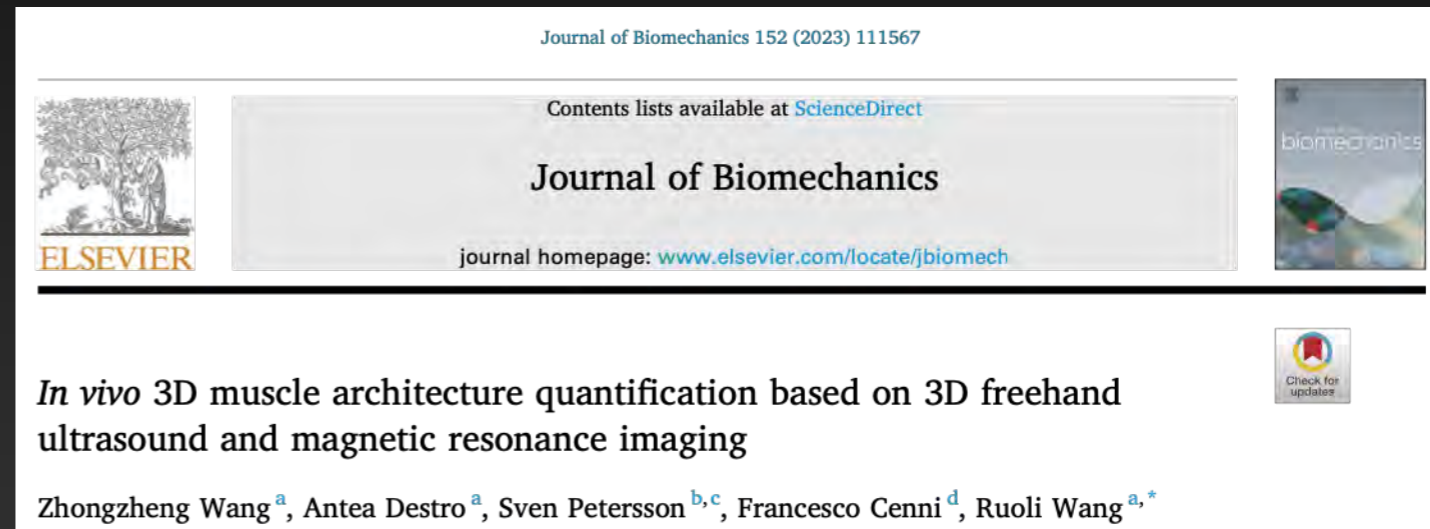 Journal of Biomechanics 152 (2023) 111567
Contents lists available at ScienceDirect
Journal of Biomechanics
journal homepage: www.elsevier.com/locate/jbiomech
ELSEVIER
biomechanics
Check for
updates
In vivo 3D muscle architecture quantification based on 3D freehand
ultrasound and magnetic resonance imaging
Zhongzheng Wang a, Antea Destro a, Sven Petersson b,c, Francesco Cenni d, Ruoli Wang a,*